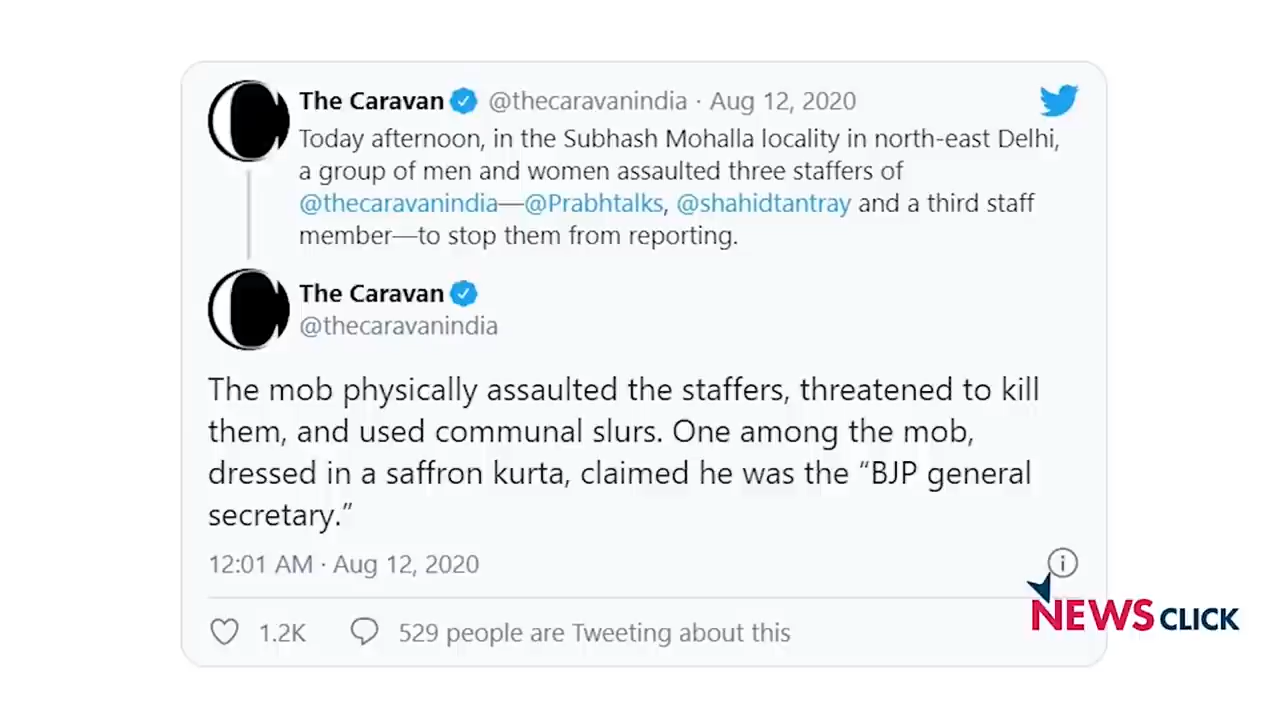 The Caravan @thecaravanindia · Aug 12, 2020
Today afternoon, in the Subhash Mohalla locality in north-east Delhi,
a group of men and women assaulted three staffers of
@thecaravanindia—@Prabhtalks, @shahidtantray and a third staff
member—to stop them from reporting.
The Caravan
@thecaravanindia
The mob physically assaulted the staffers, threatened to kill
them, and used communal slurs. One among the mob,
dressed in a saffron kurta, claimed he was the “BJP general
secretary.”
12:01 AM · Aug 12, 2020
1.2K 529 people are Tweeting about this
NEWS CLICK